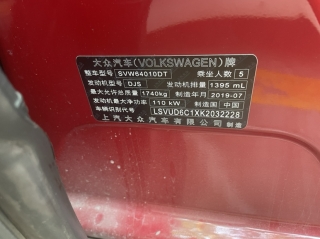 大众汽车(VOLKSWAGEN)牌
整车型号 SVW64010DT 乘坐人数 5
发动机型号 DJS 发动机排量 1395 mL
最大允许总质量 1740kg 制造年月 2019-07
发动机最大净功率 110 kW 制造国 中国
车辆识别代号 LSVUD6C1XK2032228
上汽大众汽车有限公司 制造